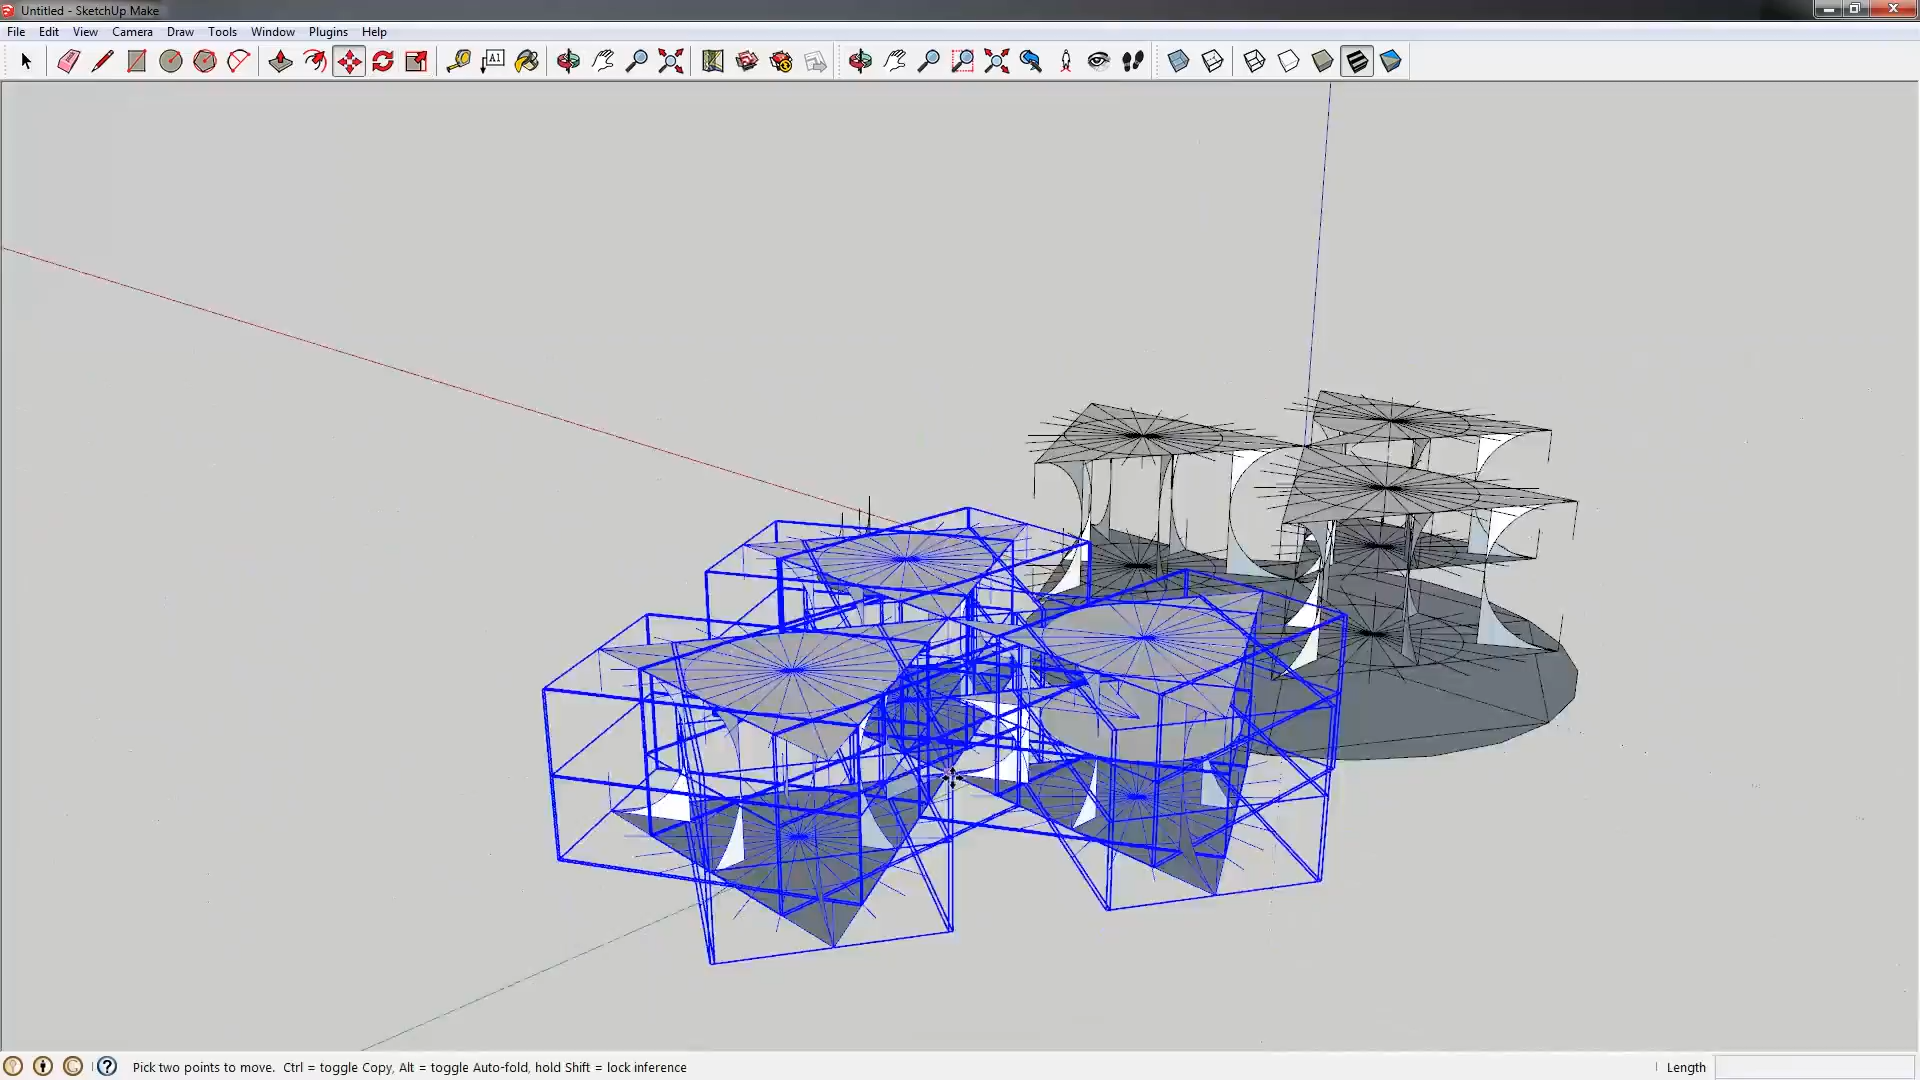 Untitled - SketchUp Make
File Edit View Camera Draw Tools Window Plugins Help
A1
Pick two points to move. Ctrl = toggle Copy, Alt = toggle Auto-fold, hold Shift = lock inference
Length